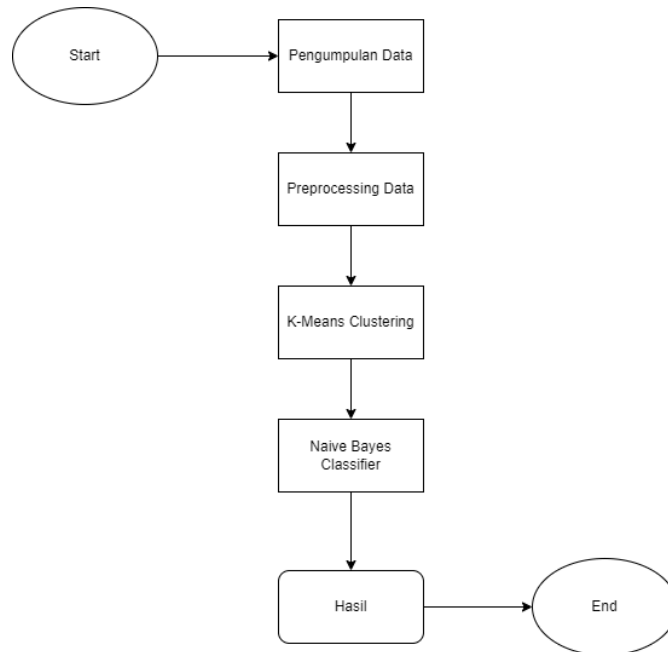 Start
Pengumpulan Data
Preprocessing Data
K-Means Clustering
Naive Bayes
Classifier
Hasil
End